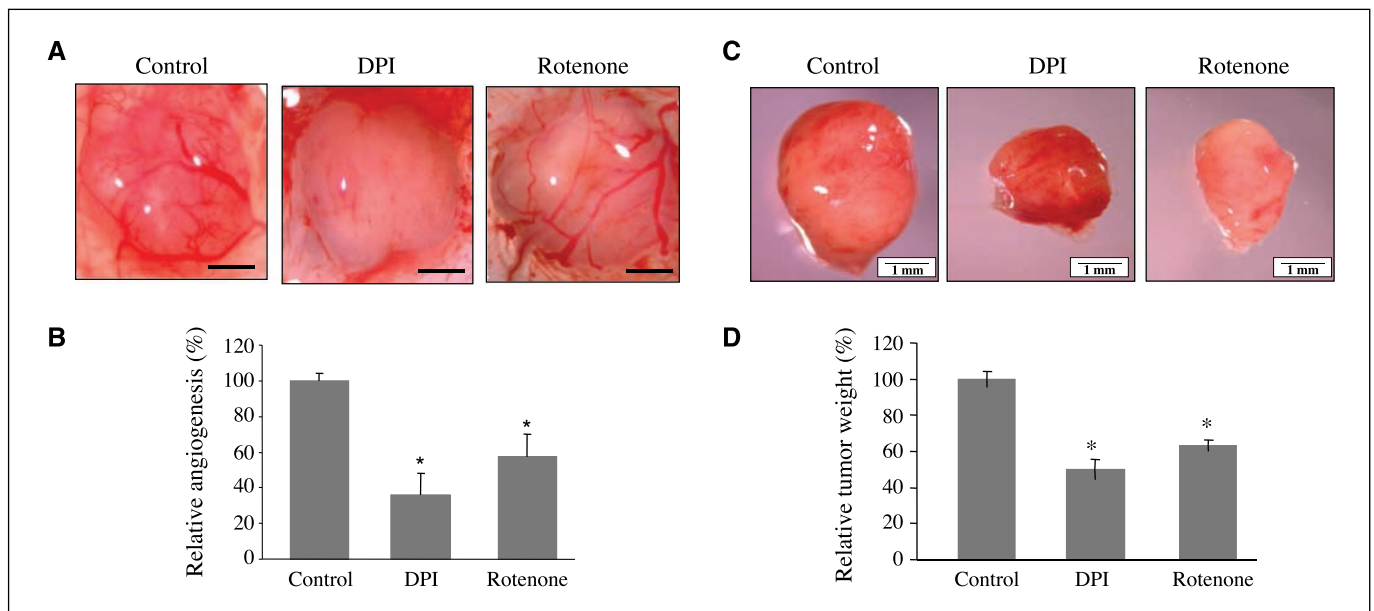 A
Control DPI Rotenone
B
Relative angiogenesis (%)
120
100
80
60
40
20
0
* *
Control DPI Rotenone
C
Control DPI Rotenone
1 mm 1 mm 1 mm
D
Relative tumor weight (%)
120
100
80
60
40
20
0
* *
Control DPI Rotenone